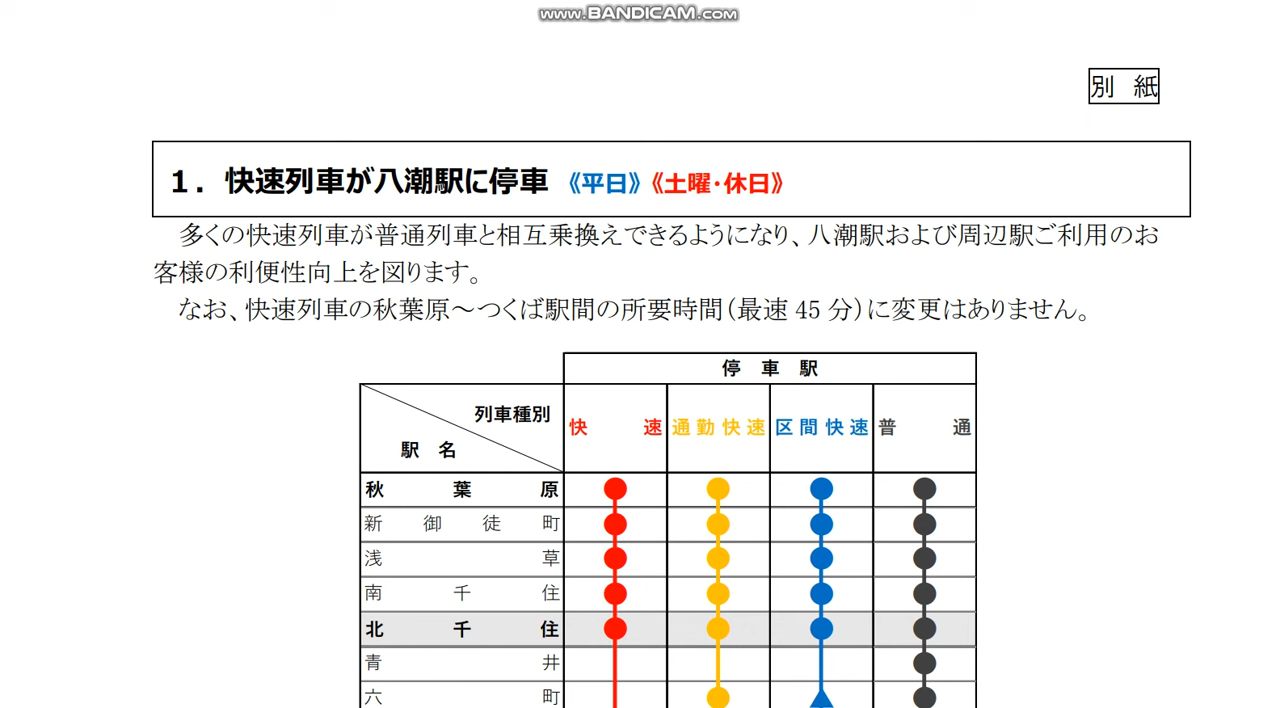 www.BANDICAM.com
別 紙
１．快速列車が八潮駅に停車 《平日》《土曜・休日》
多くの快速列車が普通列車と相互乗換えできるようになり、八潮駅および周辺駅ご利用のお
客様の利便性向上を図ります。
なお、快速列車の秋葉原～つくば駅間の所要時間（最速 45 分）に変更はありません。
停 車 駅
列車種別
駅 名
快 速 通勤快速 区間快速 普 通
秋 葉 原
新 御 徒 町
浅 草
南 千 住
北 千 住
青 井
六 町